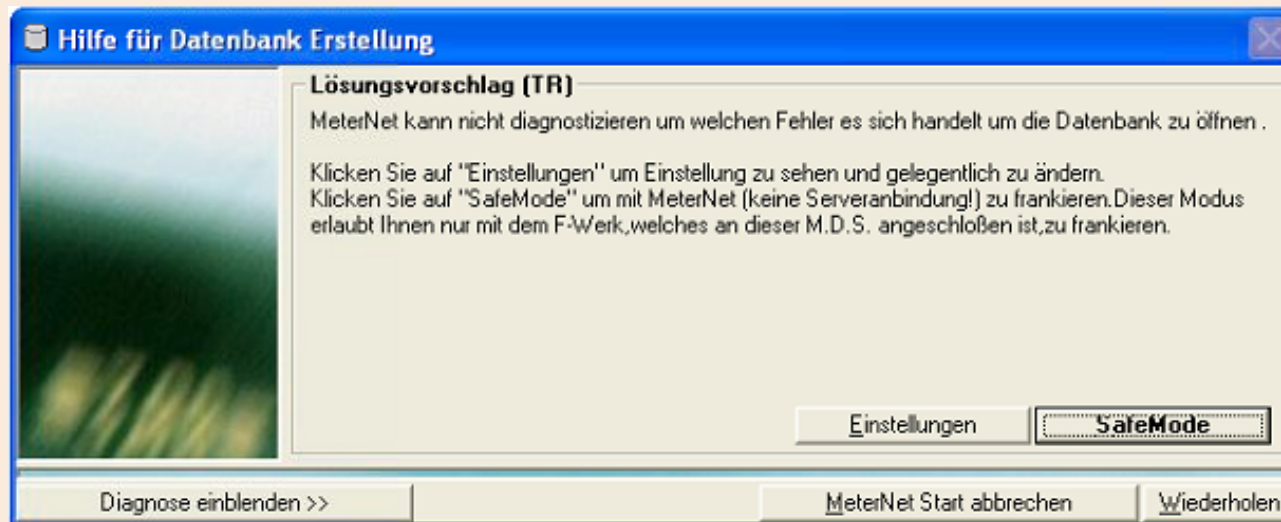 Hilfe für Datenbank Erstellung
Lösungsvorschlag (TR)
MeterNet kann nicht diagnostizieren um welchen Fehler es sich handelt um die Datenbank zu öffnen .
Klicken Sie auf "Einstellungen" um Einstellung zu sehen und gelegentlich zu ändern.
Klicken Sie auf "SafeMode" um mit MeterNet (keine Serveranbindung!) zu frankieren.Dieser Modus
erlaubt Ihnen nur mit dem F-Werk,welches an dieser M.D.S. angeschloßen ist,zu frankieren.
Einstellungen
SafeMode
Diagnose einblenden >>
MeterNet Start abbrechen
Wiederholen